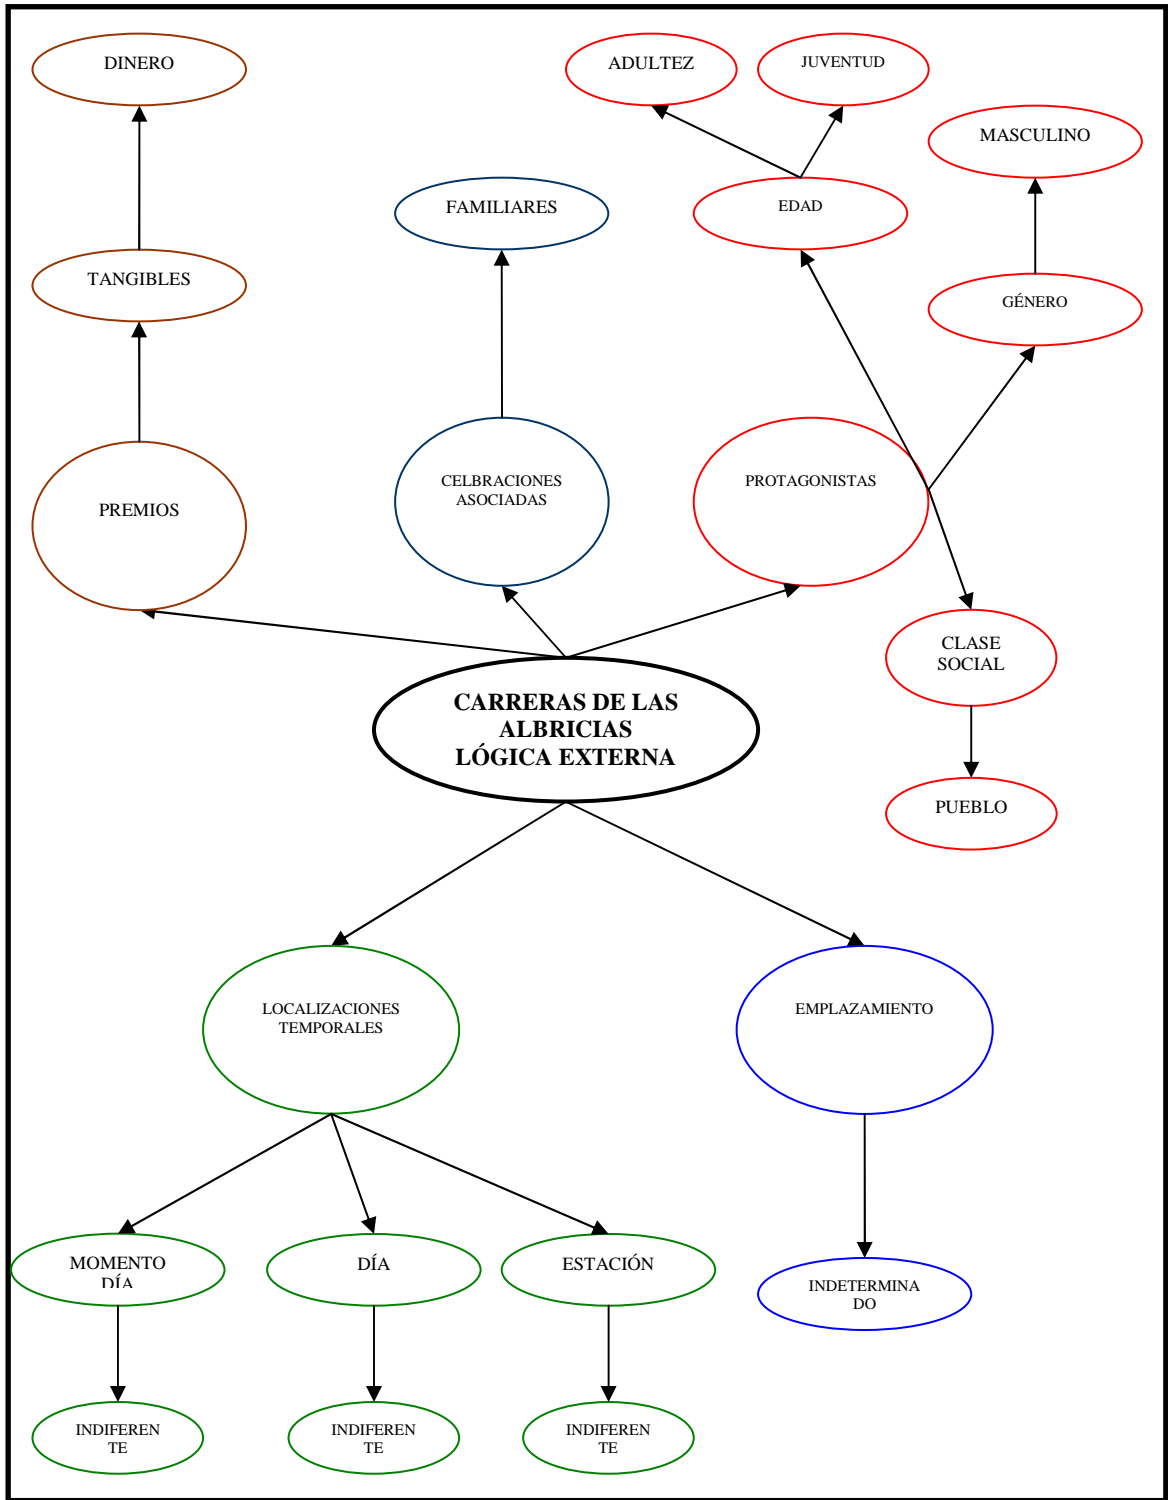 DINERO
ADULTEZ
JUVENTUD
MASCULINO
FAMILIARES
EDAD
TANGIBLES
GÉNERO
PREMIOS
CELBRACIONES
ASOCIADAS
PROTAGONISTAS
CLASE
SOCIAL
CARRERAS DE LAS
ALBRICIAS
LÓGICA EXTERNA
PUEBLO
LOCALIZACIONES
TEMPORALES
EMPLAZAMIENTO
MOMENTO
DÍA
DÍA
ESTACIÓN
INDETERMINA
DO
INDIFEREN
TE
INDIFEREN
TE
INDIFEREN
TE